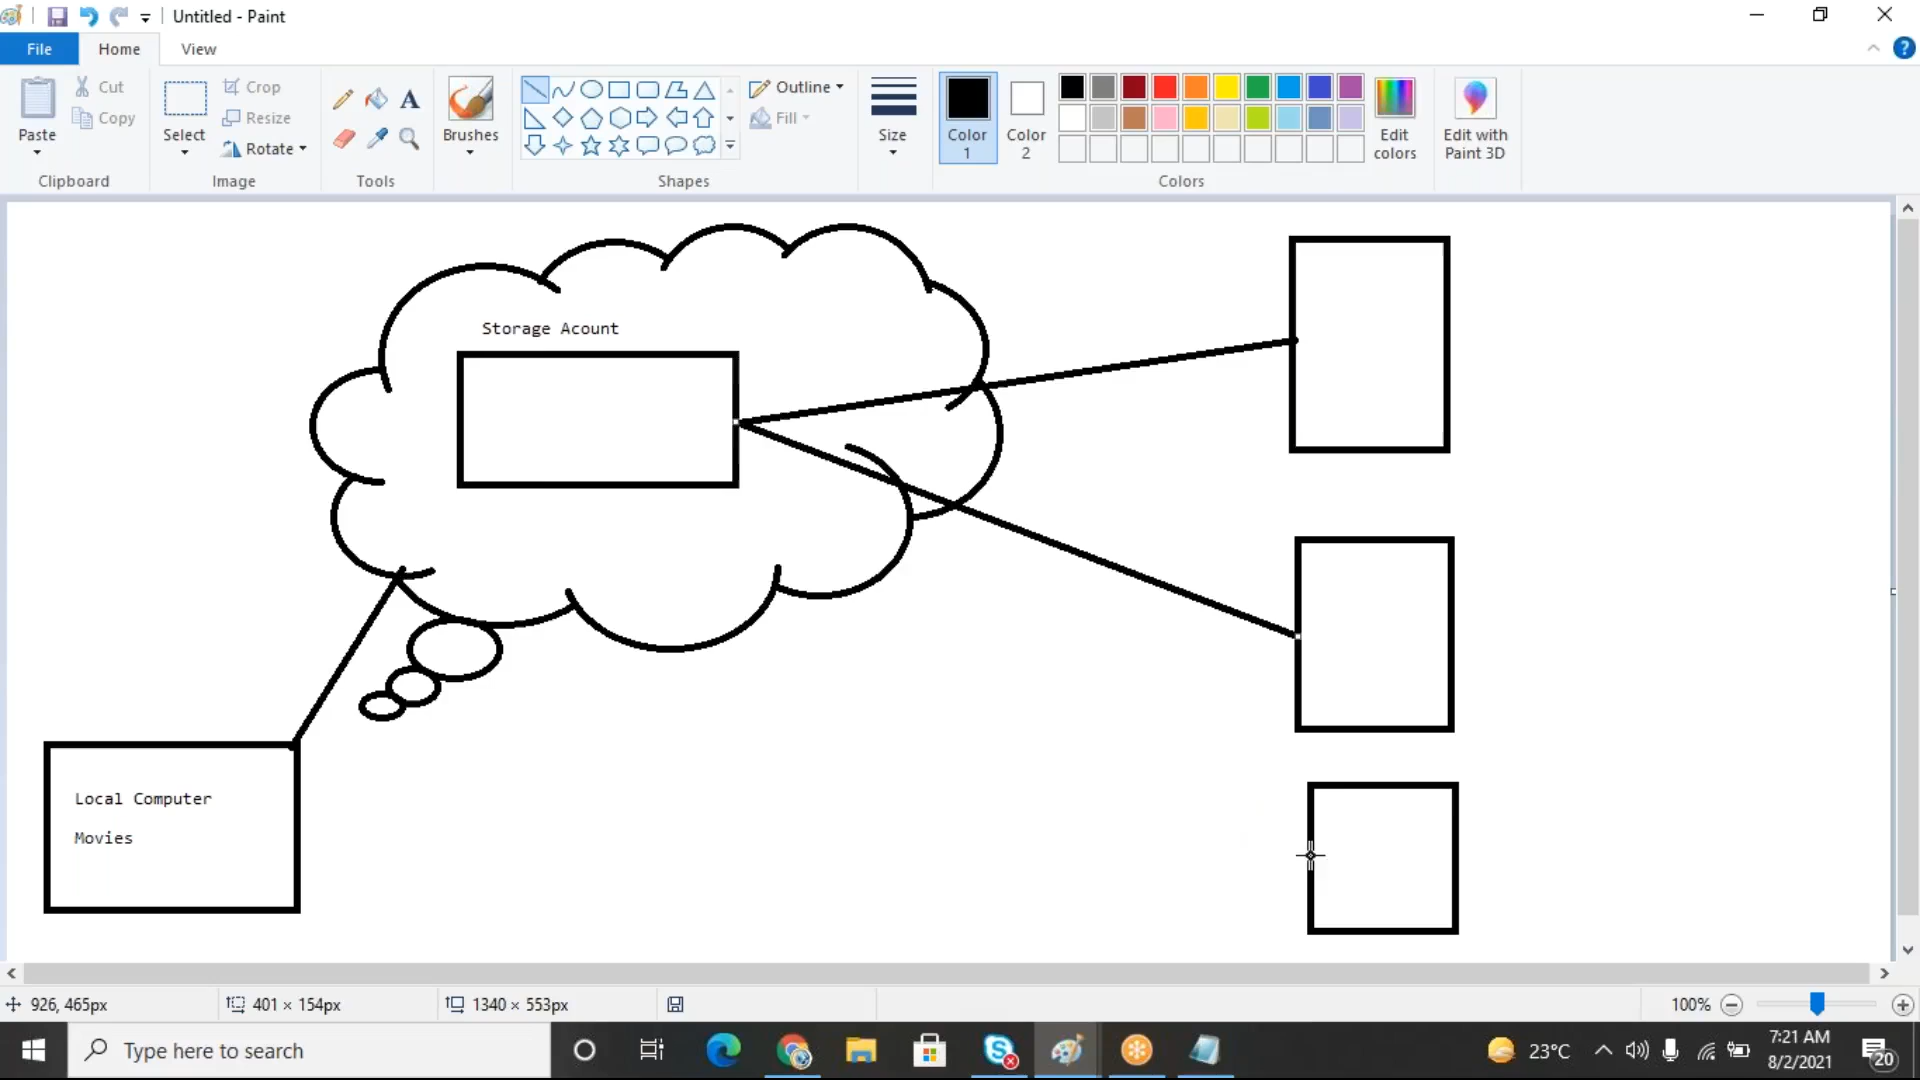 Untitled - Paint
File Home View
Paste
Cut
Copy
Clipboard
Select
Crop
Resize
Rotate
Image
A
Tools
Brushes
Shapes
Outline
Fill
Size
Color 1
Color 2
Colors
Edit colors
Edit with Paint 3D
?
Storage Acount
Local Computer
Movies
926, 465px
401 × 154px
1340 × 553px
100%
Type here to search
23°C
7:21 AM
8/2/2021
20